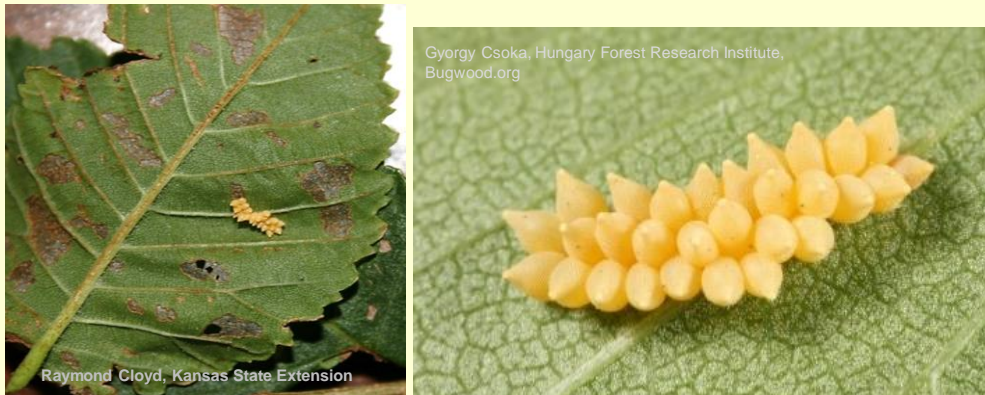 Gyorgy Csoka, Hungary Forest Research Institute,
Bugwood.org
Raymond Cloyd, Kansas State Extension